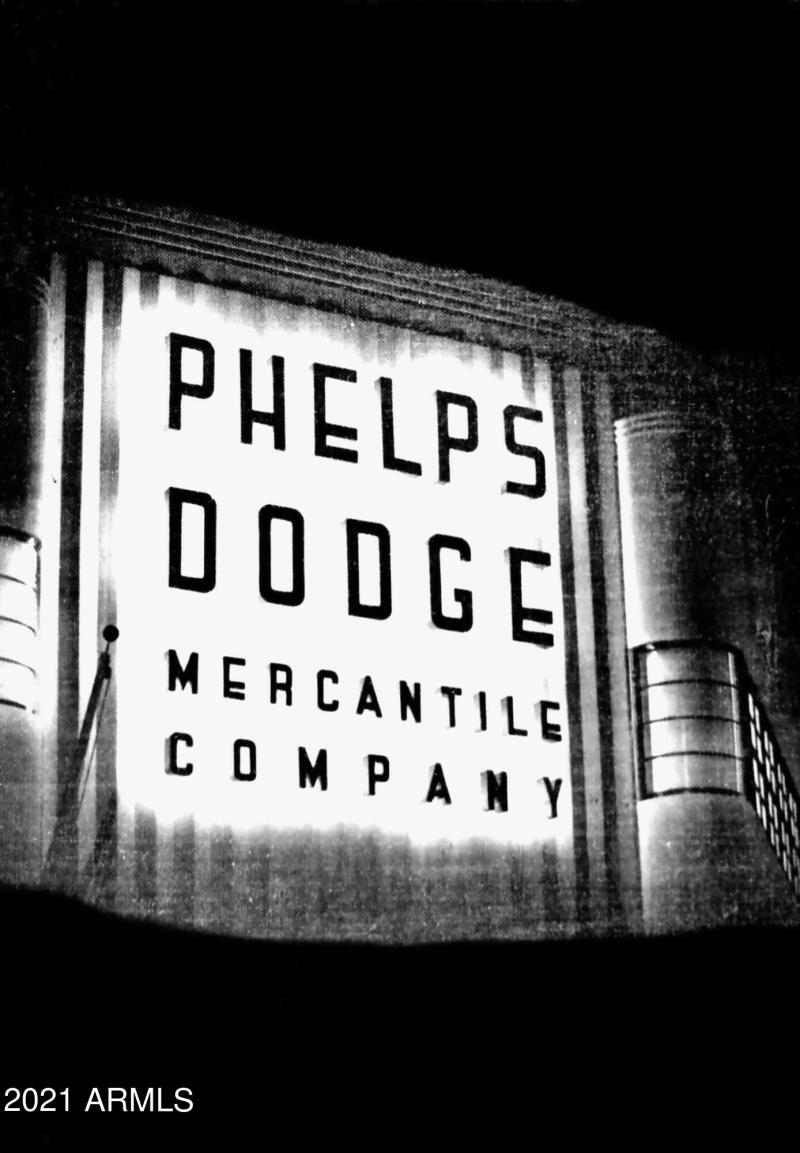 PHELPS
DODGE
MERCANTILE
COMPANY
2021 ARMLS